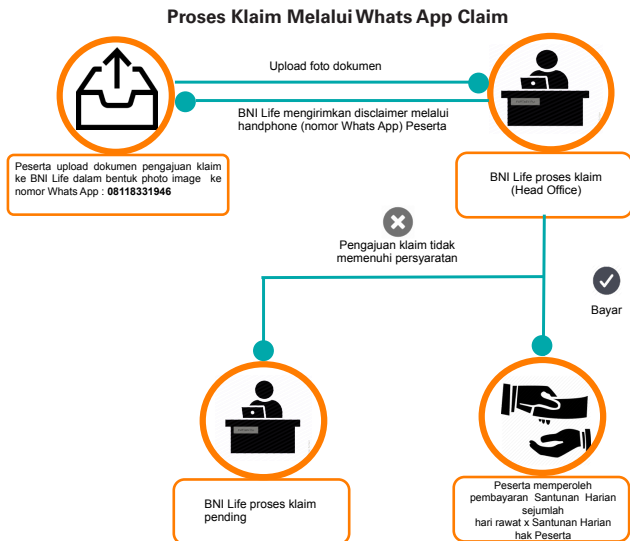 Proses Klaim Melalui Whats App Claim
Upload foto dokumen
BNI Life mengirimkan disclaimer melalui
handphone (nomor Whats App) Peserta
Peserta upload dokumen pengajuan klaim
ke BNI Life dalam bentuk photo image ke
nomor Whats App : 08118331946
BNI Life proses klaim
(Head Office)
Pengajuan klaim tidak
memenuhi persyaratan
Bayar
BNI Life proses klaim
pending
Peserta memperoleh
pembayaran Santunan Harian
sejumlah
hari rawat x Santunan Harian
hak Peserta